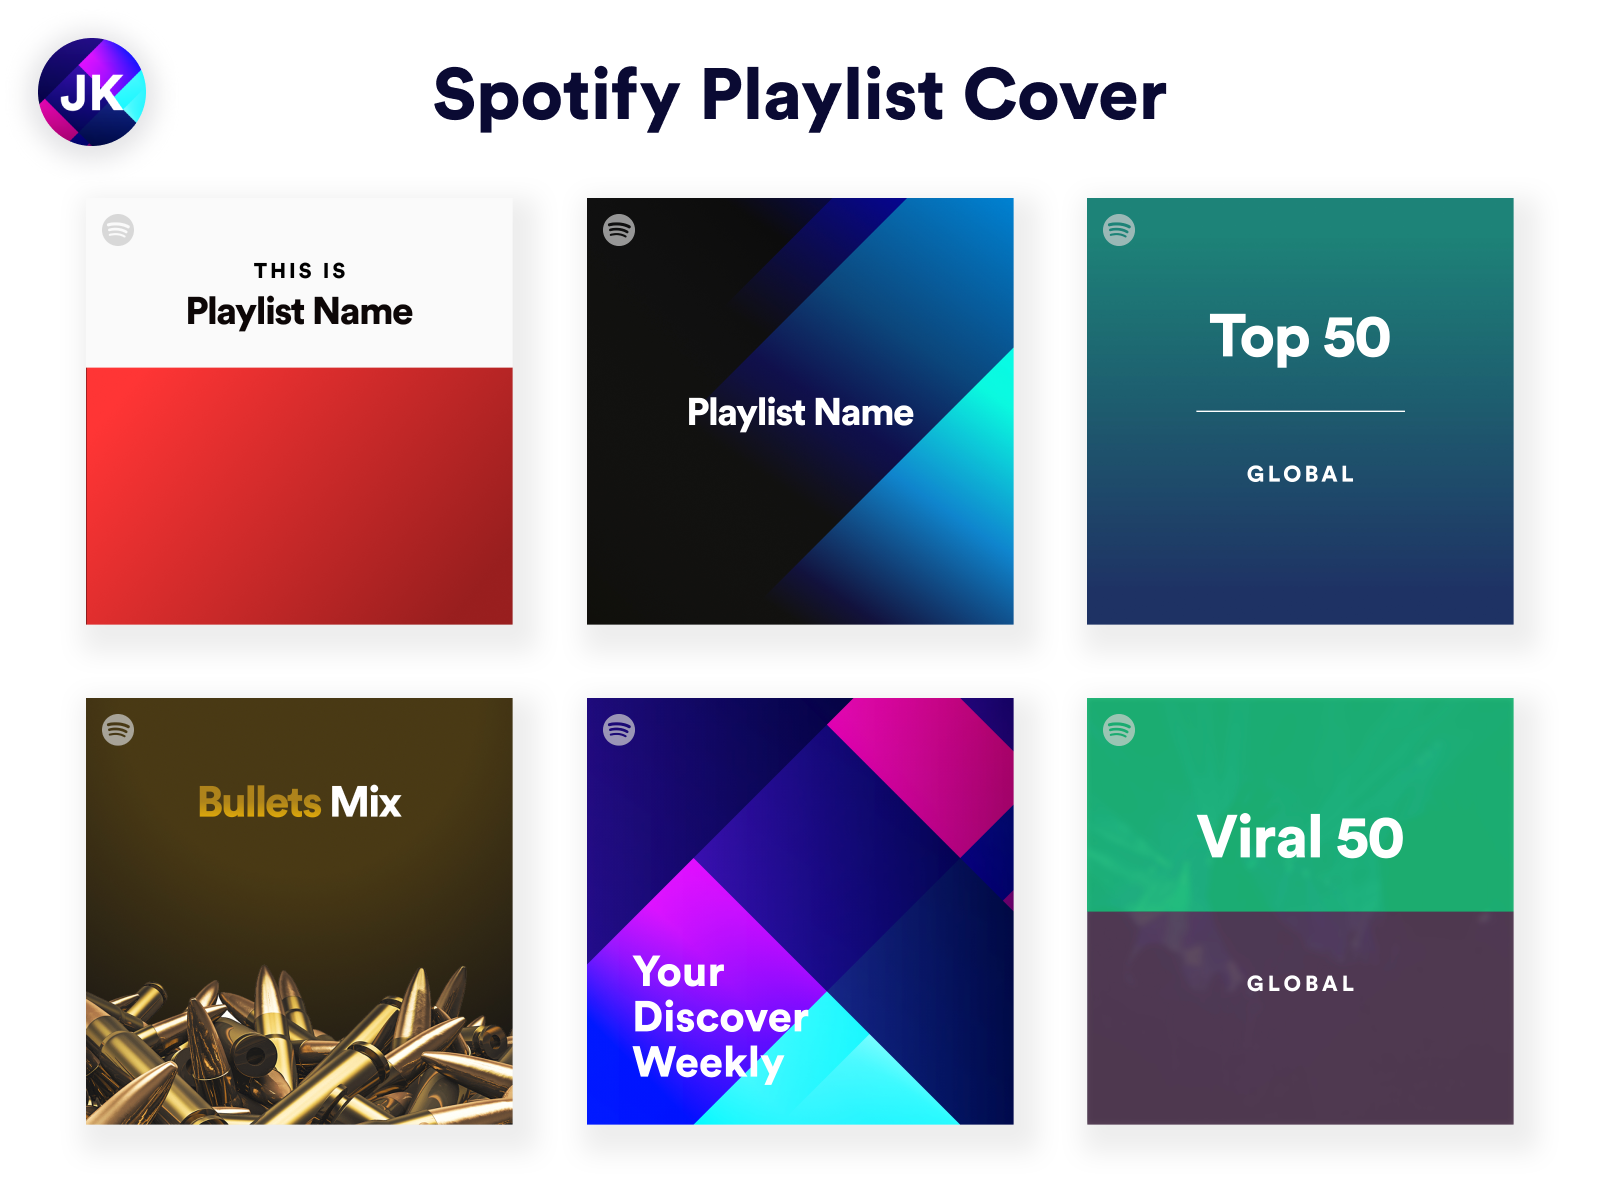 JK
Spotify Playlist Cover
THIS IS
Playlist Name
Playlist Name
Top 50
GLOBAL
Bullets Mix
Your
Discover
Weekly
Viral 50
GLOBAL